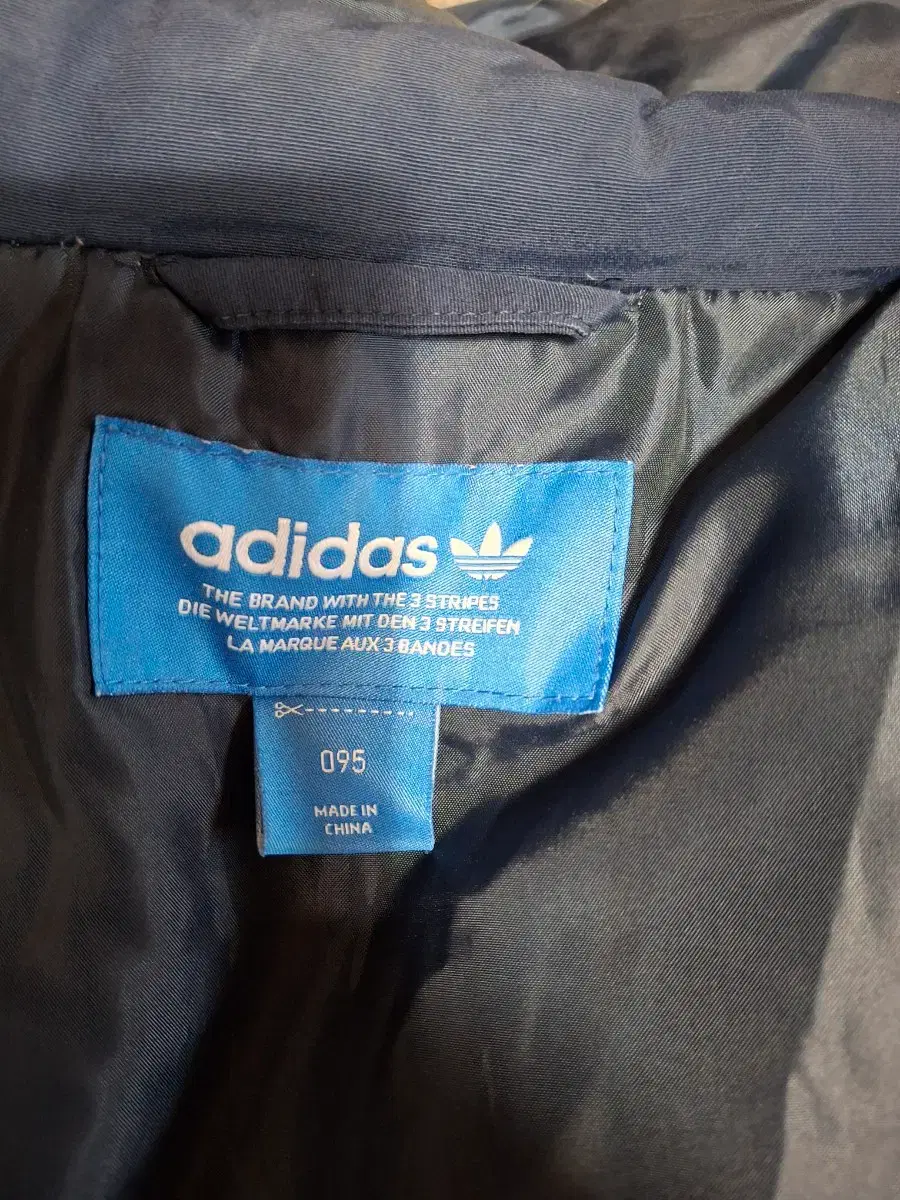 adidas
THE BRAND WITH THE 3 STRIPES
DIE WELTMARKE MIT DEN 3 STREIFEN
LA MARQUE AUX 3 BANDES
095
MADE IN
CHINA